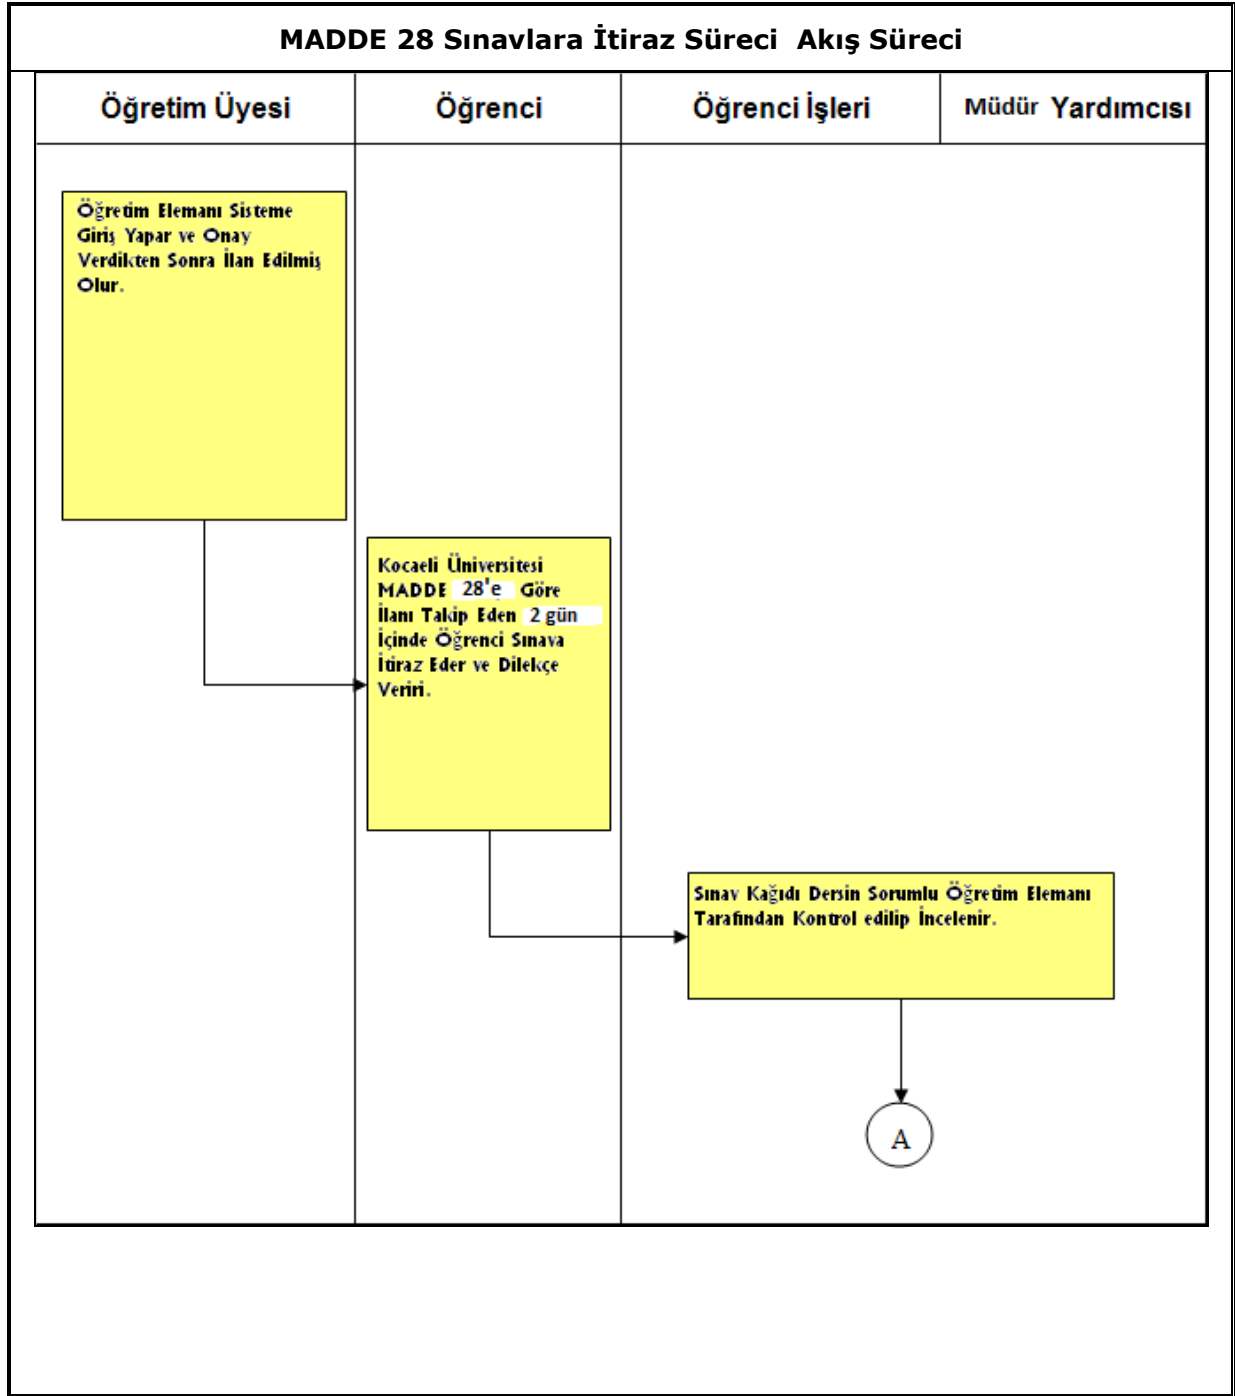 MADDE 28 Sınavlara İtiraz Süreci  Akış Süreci
Öğretim Üyesi
Öğrenci
Öğrenci İşleri
Müdür Yardımcısı
Öğretim Elemanı Sisteme
Giriş Yapar ve Onay
Verdikten Sonra İlan Edilmiş
Olur.
Kocaeli Üniversitesi
MADDE 28'e Göre
İlanı Takip Eden 2 gün
İçinde Öğrenci Sınava
İtiraz Eder ve Dilekçe
Veriri.
Sınav Kağıdı Dersin Sorumlu Öğretim Elemanı
Tarafından Kontrol edilip İncelenir.
A